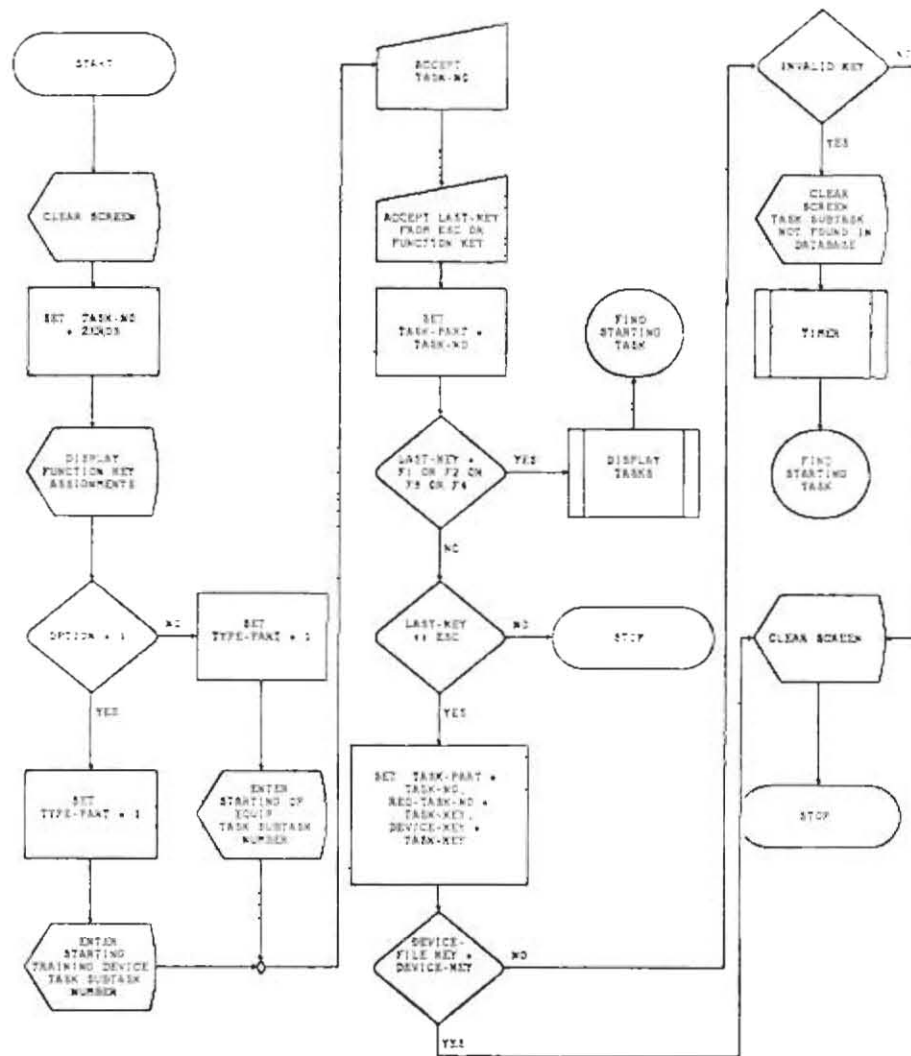 START
CLEAR SCREEN
SET TASK-NO
= ZEROS
DISPLAY
FUNCTION KEY
ASSIGNMENTS
OPTION = 1
NO
YES
SET
TYPE-PART = 1
SET
TYPE-PART = 1
ENTER
STARTING OP
EQUIP
TASK SUBTASK
NUMBER
ENTER
STARTING
TRAINING DEVICE
TASK SUBTASK
NUMBER
ACCEPT
TASK-NO
ACCEPT LAST-KEY
FROM ESC OR
FUNCTION KEY
SET
TASK-PART =
TASK-NO
LAST-KEY =
F1 OR F2 OR
F3 OR F4
YES
NO
DISPLAY
TASKS
FIND
STARTING
TASK
LAST-KEY
ESC
NO
STOP
YES
SET TASK-PART =
TASK-NO,
REQ-TASK-NO =
TASK-KEY,
DEVICE-KEY =
TASK-KEY
DEVICE-
FILE KEY =
DEVICE-KEY
NO
YES
INVALID KEY
NO
YES
CLEAR
SCREEN
TASK SUBTASK
NOT FOUND IN
DATABASE
TIMER
FIND
STARTING
TASK
CLEAR SCREEN
STOP